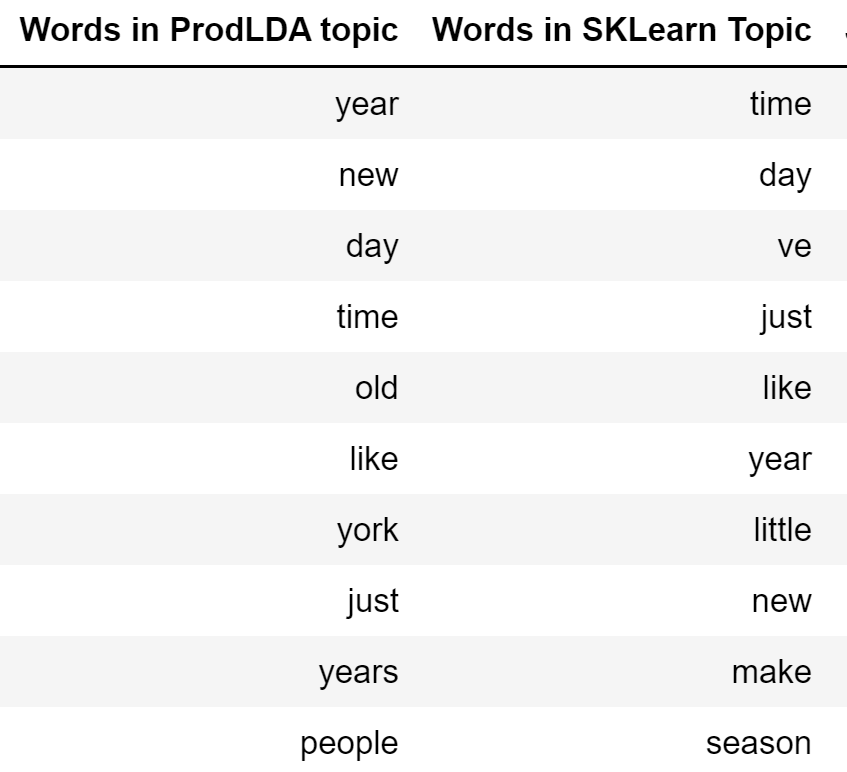 Words in ProdLDA topic Words in SKLearn Topic
year time
new day
day ve
time just
old like
like year
york little
just new
years make
people season